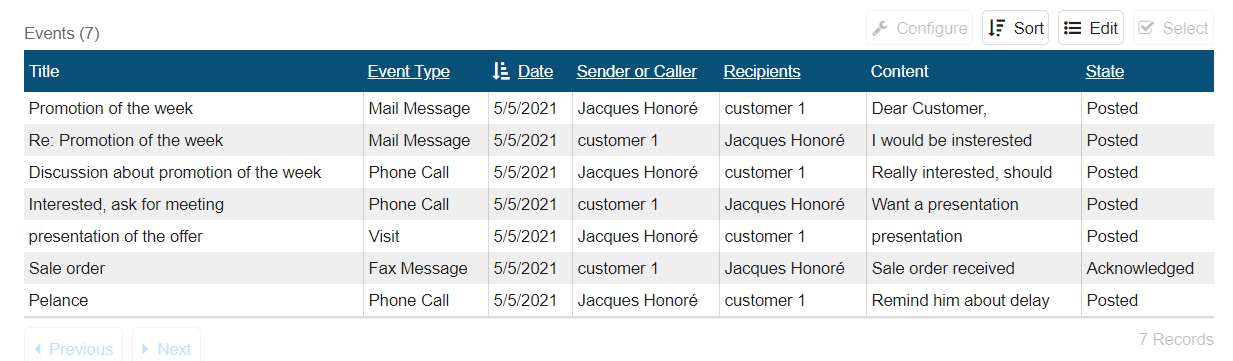 Events (7)
Configure Sort Edit Select
Title Event Type Date Sender or Caller Recipients Content State
Promotion of the week Mail Message 5/5/2021 Jacques Honoré customer 1 Dear Customer, Posted
Re: Promotion of the week Mail Message 5/5/2021 customer 1 Jacques Honoré I would be insterested Posted
Discussion about promotion of the week Phone Call 5/5/2021 Jacques Honoré customer 1 Really interested, should Posted
Interested, ask for meeting Phone Call 5/5/2021 customer 1 Jacques Honoré Want a presentation Posted
presentation of the offer Visit 5/5/2021 Jacques Honoré customer 1 presentation Posted
Sale order Fax Message 5/5/2021 customer 1 Jacques Honoré Sale order received Acknowledged
Pelance Phone Call 5/5/2021 Jacques Honoré customer 1 Remind him about delay Posted
Previous Next 7 Records